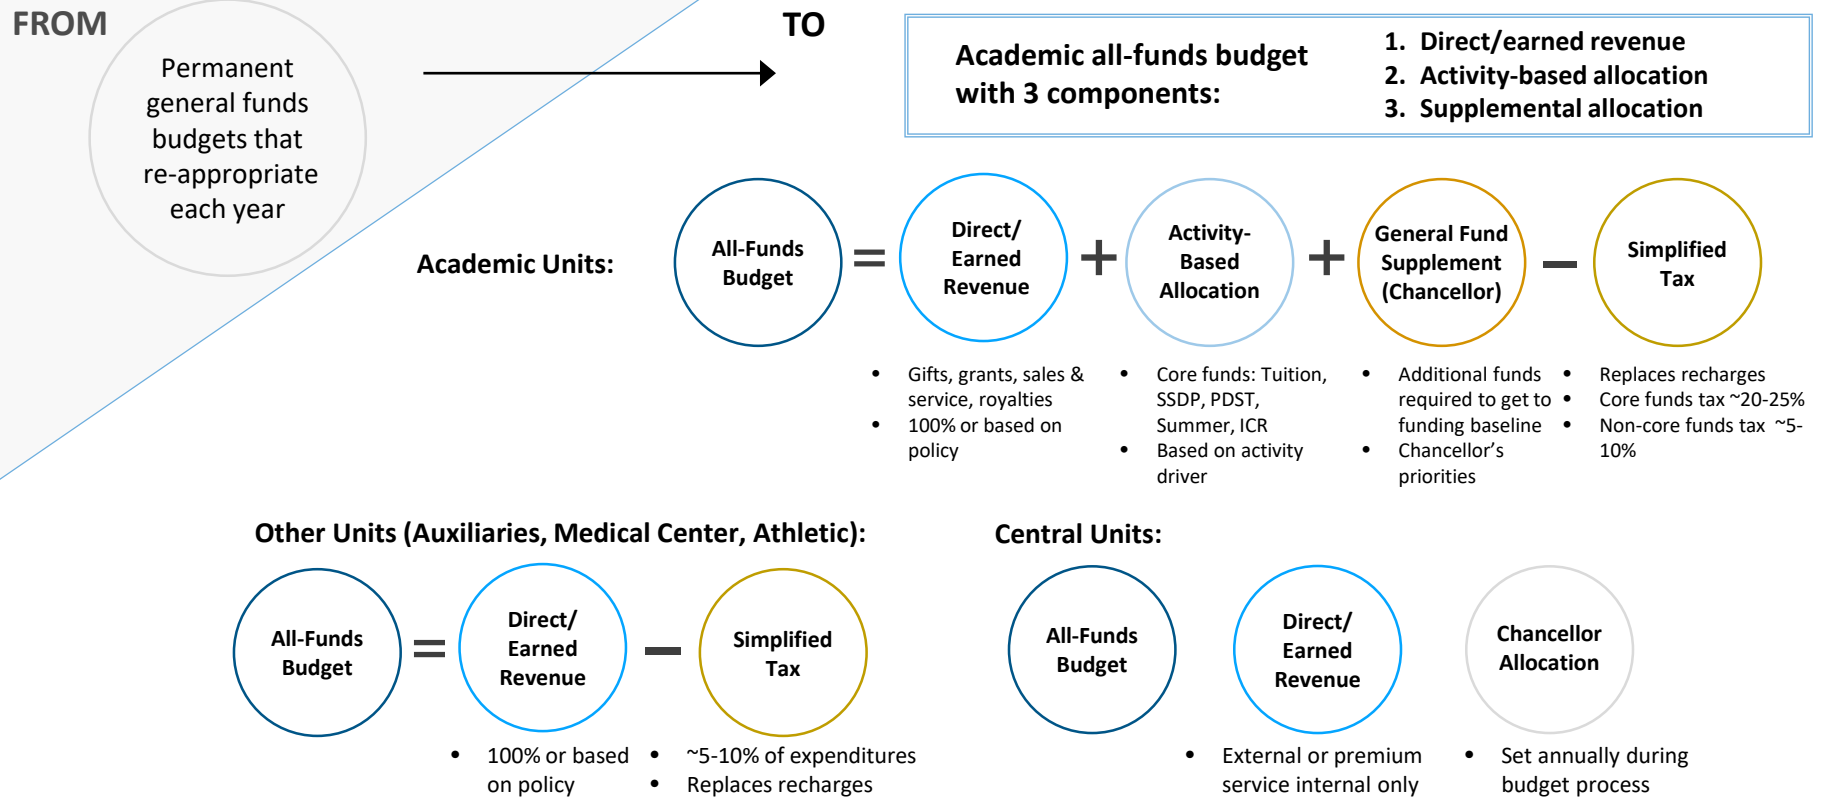 FROM
Permanent
general funds
budgets that
re-appropriate
each year
TO
Academic all-funds budget
with 3 components:
1. Direct/earned revenue
2. Activity-based allocation
3. Supplemental allocation
Academic Units:
All-Funds
Budget
=
Direct/
Earned
Revenue
+
Activity-
Based
Allocation
+
General Fund
Supplement
(Chancellor)
−
Simplified
Tax
• Gifts, grants, sales &
service, royalties
• 100% or based on
policy
• Core funds: Tuition,
SSDP, PDST,
Summer, ICR
• Based on activity
driver
• Additional funds
required to get to
funding baseline
• Chancellor’s
priorities
• Replaces recharges
• Core funds tax ~20-25%
• Non-core funds tax ~5-
10%
Other Units (Auxiliaries, Medical Center, Athletic):
All-Funds
Budget
=
Direct/
Earned
Revenue
−
Simplified
Tax
• 100% or based
on policy
• ~5-10% of expenditures
• Replaces recharges
Central Units:
All-Funds
Budget
Direct/
Earned
Revenue
Chancellor
Allocation
• External or premium
service internal only
• Set annually during
budget process